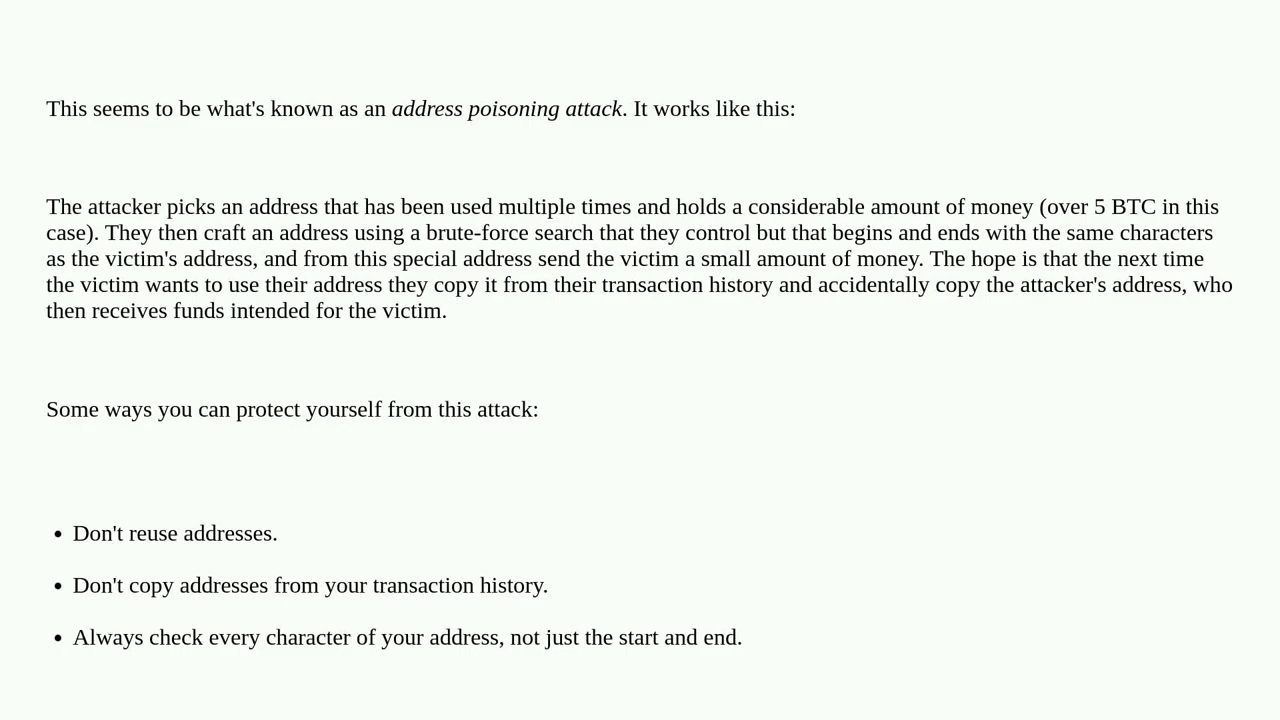 This seems to be what's known as an address poisoning attack. It works like this:
The attacker picks an address that has been used multiple times and holds a considerable amount of money (over 5 BTC in this
case). They then craft an address using a brute-force search that they control but that begins and ends with the same characters
as the victim's address, and from this special address send the victim a small amount of money. The hope is that the next time
the victim wants to use their address they copy it from their transaction history and accidentally copy the attacker's address, who
then receives funds intended for the victim.
Some ways you can protect yourself from this attack:
• Don't reuse addresses.
• Don't copy addresses from your transaction history.
• Always check every character of your address, not just the start and end.